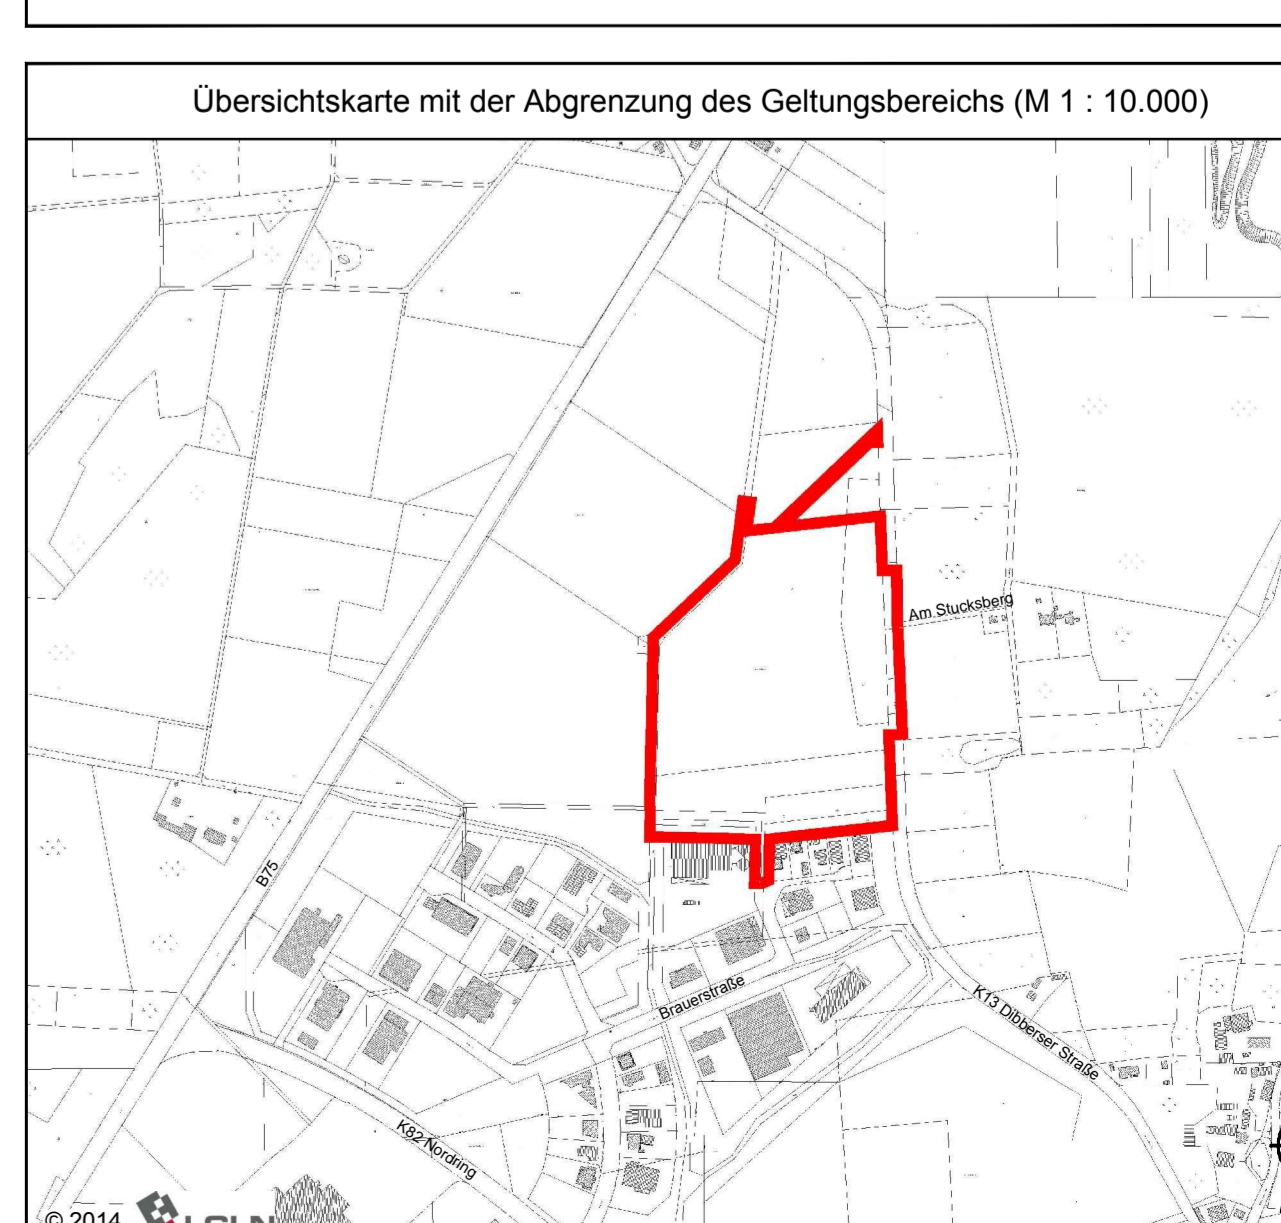 Übersichtskarte mit der Abgrenzung des Geltungsbereichs (M 1 : 10.000)
Am Stucksberg
B75
Brauerstraße
K13 Dibberser Straße
K82 Nordring
© 2014 LGLN